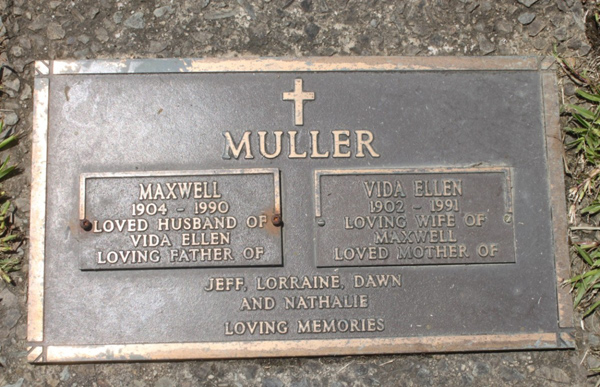 MULLER
MAXWELL
1904 - 1990
LOVED HUSBAND OF
VIDA ELLEN
LOVING FATHER OF
VIDA ELLEN
1902 - 1991
LOVING WIFE OF
MAXWELL
LOVED MOTHER OF
JEFF, LORRAINE, DAWN
AND NATHALIE
LOVING MEMORIES